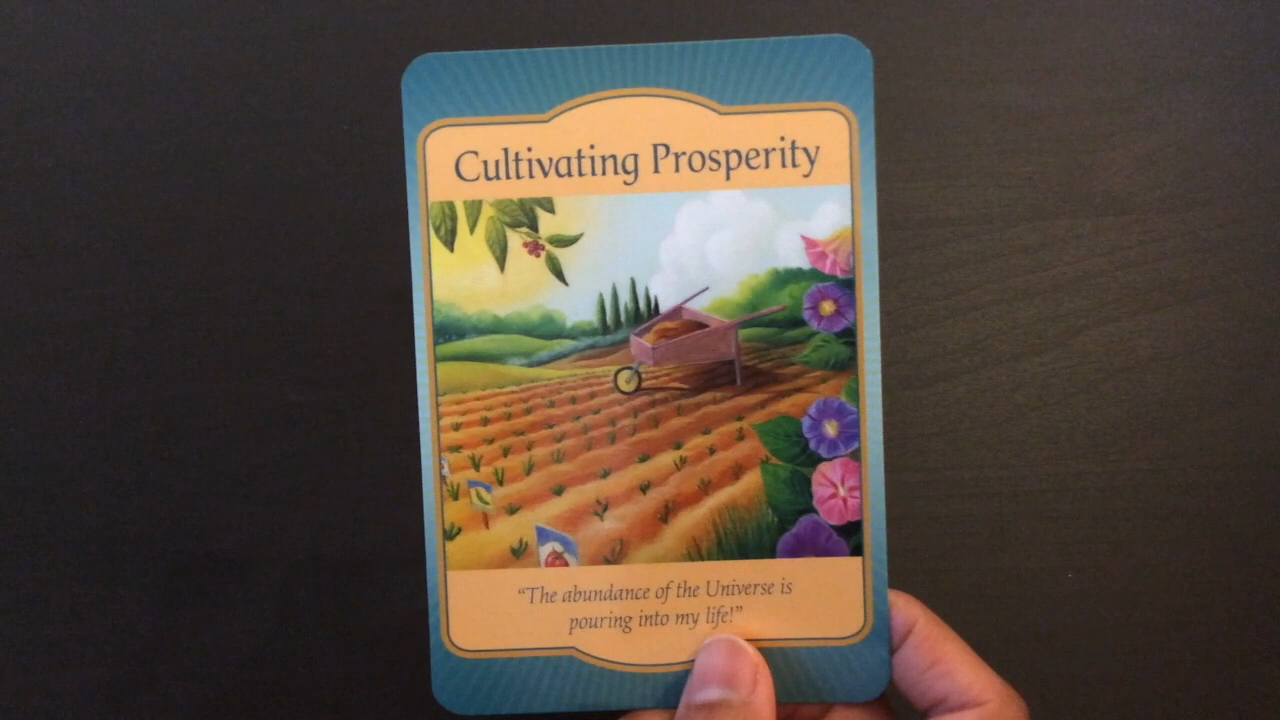 Cultivating Prosperity
“The abundance of the Universe is
pouring into my life!”